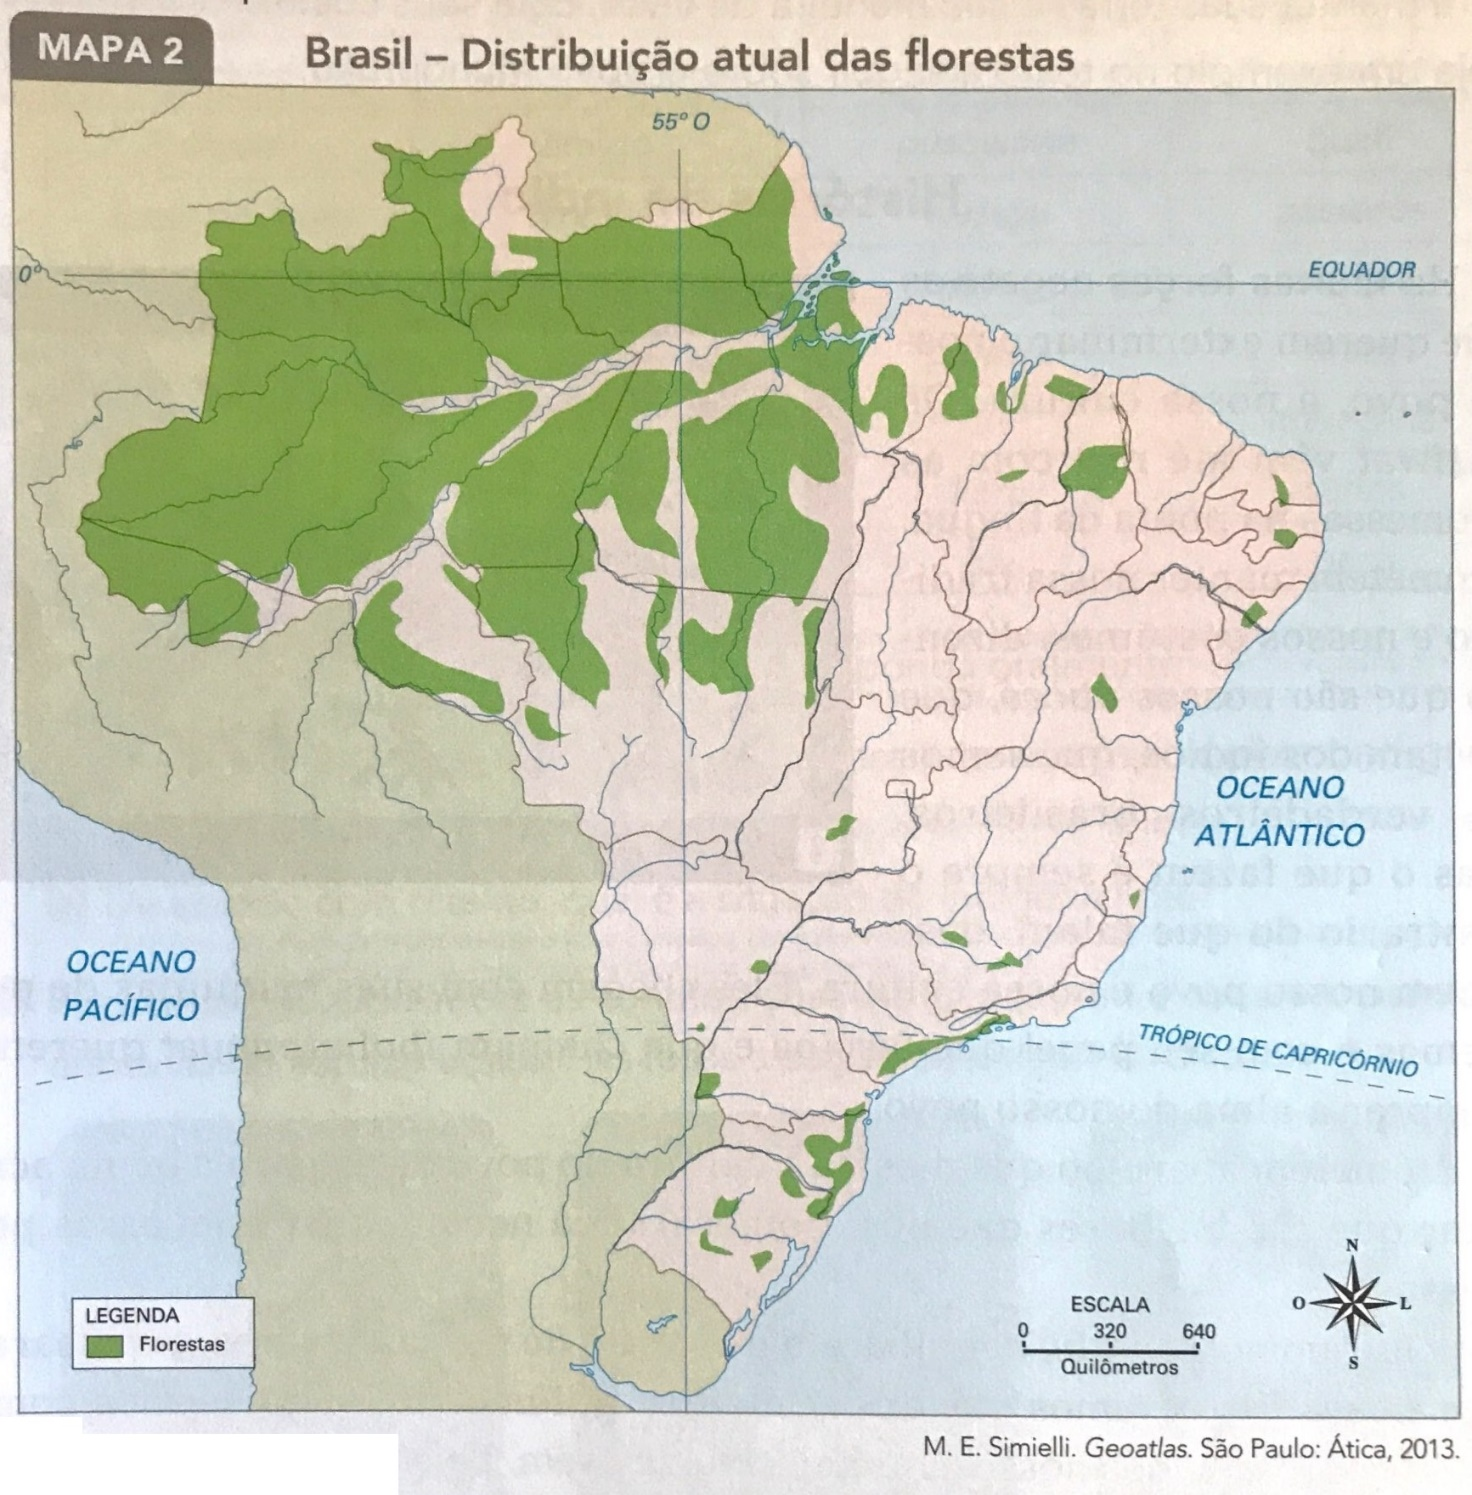 MAPA 2
Brasil – Distribuição atual das florestas
55° O
0°
EQUADOR
OCEANO
ATLÂNTICO
OCEANO
PACÍFICO
TRÓPICO DE CAPRICÓRNIO
LEGENDA
Florestas
ESCALA
0 320 640
Quilômetros
N
O L
S
M. E. Simielli. Geoatlas. São Paulo: Ática, 2013.